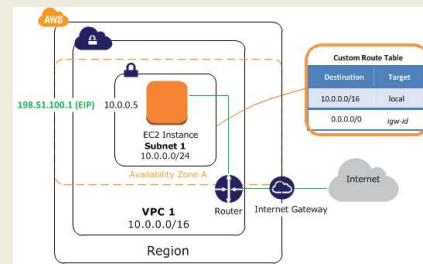 AWS
Custom Route Table
Destination Target
10.0.0.0/16 local
0.0.0.0/0 igw-id
198.51.100.1 (EIP) 10.0.0.5
EC2 Instance
Subnet 1
10.0.0.0/24
Availability Zone A
Internet
Router Internet Gateway
VPC 1
10.0.0.0/16
Region